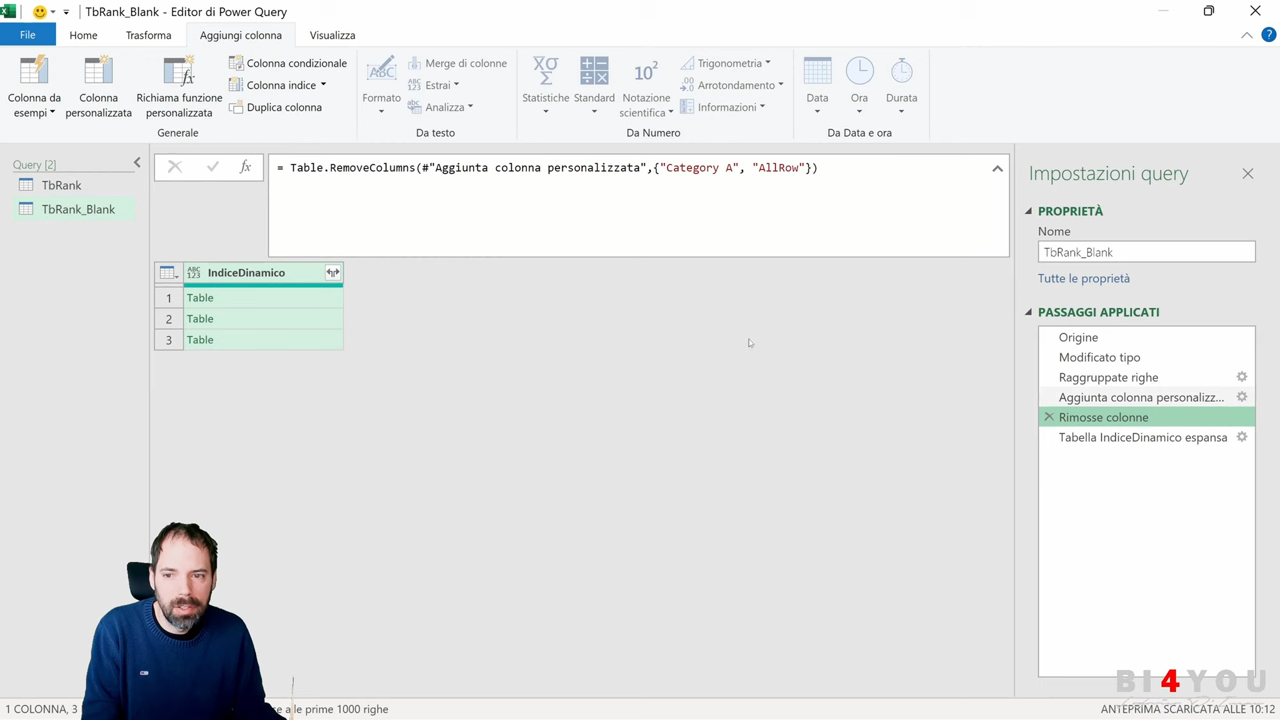 TbRank_Blank - Editor di Power Query
File
Home
Trasforma
Aggiungi colonna
Visualizza
Colonna da esempi
Colonna personalizzata
Richiama funzione personalizzata
Colonna condizionale
Colonna indice
Duplica colonna
Generale
Formato
Merge di colonne
Estrai
Analizza
Da testo
Statistiche
Standard
Notazione scientifica
Trigonometria
Arrotondamento
Informazioni
Da Numero
Data
Ora
Durata
Da Data e ora
Query [2]
TbRank
TbRank_Blank
= Table.RemoveColumns(#"Aggiunta colonna personalizzata",{"Category A", "AllRow"})
IndiceDinamico
1 Table
2 Table
3 Table
Impostazioni query
PROPRIETÀ
Nome
TbRank_Blank
Tutte le proprietà
PASSAGGI APPLICATI
Origine
Modificato tipo
Raggruppate righe
Aggiunta colonna personalizz...
Rimosse colonne
Tabella IndiceDinamico espansa
BI4YOU
1 COLONNA, 3
alle prime 1000 righe
ANTEPRIMA SCARICATA ALLE 10:12